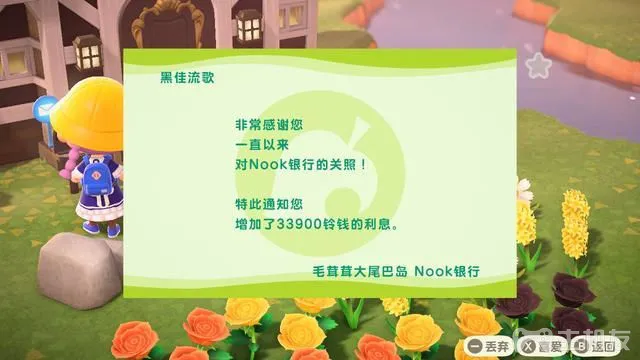 黑佳流歌
非常感谢您
一直以来
对Nook银行的关照！
特此通知您
增加了33900铃钱的利息。
毛茸茸大尾巴岛 Nook银行
丢弃 X 喜爱 B 返回